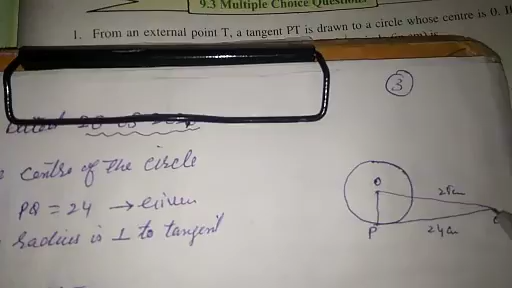 9.3 Multiple Choice Questions
1. From an external point T, a tangent PT is drawn to a circle whose centre is O. If
③
centre of the circle
PQ = 24 → given
radius is ⊥ to tangent
O
25cm
P
24cm